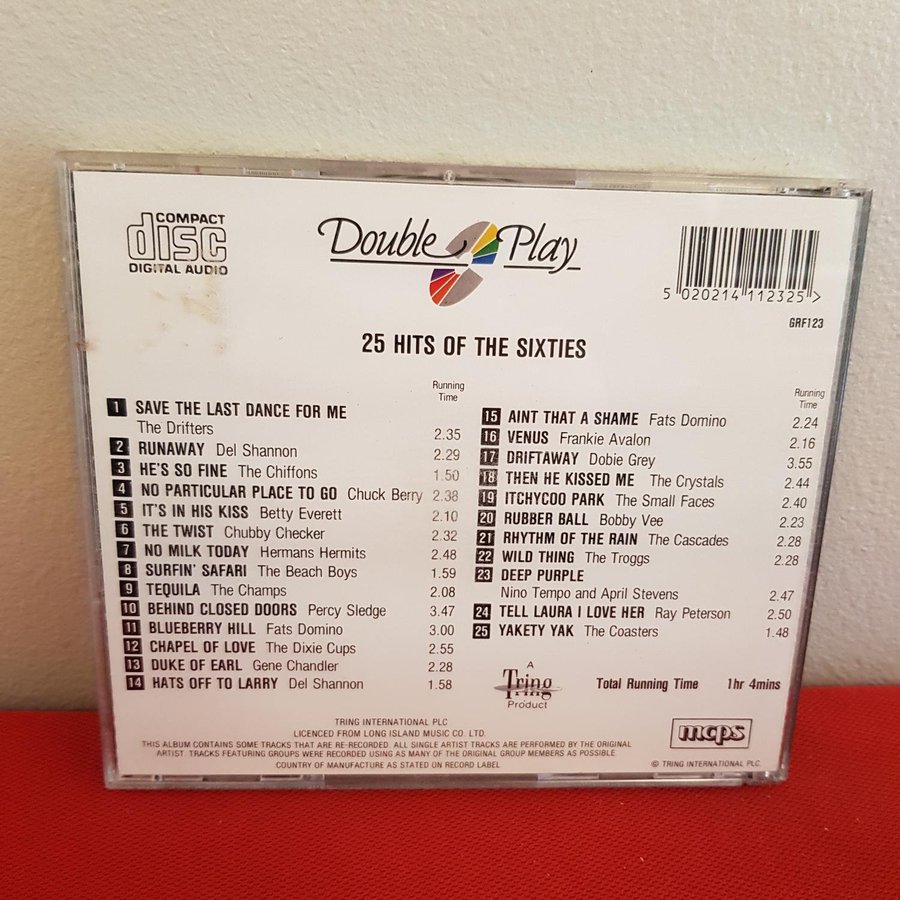 COMPACT
disc
DIGITAL AUDIO
Double Play
5 020214 112325 >
GRF123
25 HITS OF THE SIXTIES
Running
Time
1 SAVE THE LAST DANCE FOR ME
The Drifters 2.35
2 RUNAWAY Del Shannon 2.29
3 HE'S SO FINE The Chiffons 1.50
4 NO PARTICULAR PLACE TO GO Chuck Berry 2.38
5 IT'S IN HIS KISS Betty Everett 2.10
6 THE TWIST Chubby Checker 2.32
7 NO MILK TODAY Hermans Hermits 2.48
8 SURFIN' SAFARI The Beach Boys 1.59
9 TEQUILA The Champs 2.08
10 BEHIND CLOSED DOORS Percy Sledge 3.47
11 BLUEBERRY HILL Fats Domino 3.00
12 CHAPEL OF LOVE The Dixie Cups 2.55
13 DUKE OF EARL Gene Chandler 2.28
14 HATS OFF TO LARRY Del Shannon 1.58
Running
Time
15 AINT THAT A SHAME Fats Domino 2.24
16 VENUS Frankie Avalon 2.16
17 DRIFTAWAY Dobie Grey 3.55
18 THEN HE KISSED ME The Crystals 2.44
19 ITCHYCOO PARK The Small Faces 2.40
20 RUBBER BALL Bobby Vee 2.23
21 RHYTHM OF THE RAIN The Cascades 2.28
22 WILD THING The Troggs 2.28
23 DEEP PURPLE
Nino Tempo and April Stevens 2.47
24 TELL LAURA I LOVE HER Ray Peterson 2.50
25 YAKETY YAK The Coasters 1.48
A
Tring
Product
Total Running Time 1hr 4mins
TRING INTERNATIONAL PLC
LICENCED FROM LONG ISLAND MUSIC CO. LTD.
THIS ALBUM CONTAINS SOME TRACKS THAT ARE RE-RECORDED. ALL SINGLE ARTIST TRACKS ARE PERFORMED BY THE ORIGINAL
ARTIST. TRACKS FEATURING GROUPS WERE RECORDED USING AS MANY OF THE ORIGINAL GROUP MEMBERS AS POSSIBLE
COUNTRY OF MANUFACTURE AS STATED ON RECORD LABEL
mcps
© TRING INTERNATIONAL PLC.